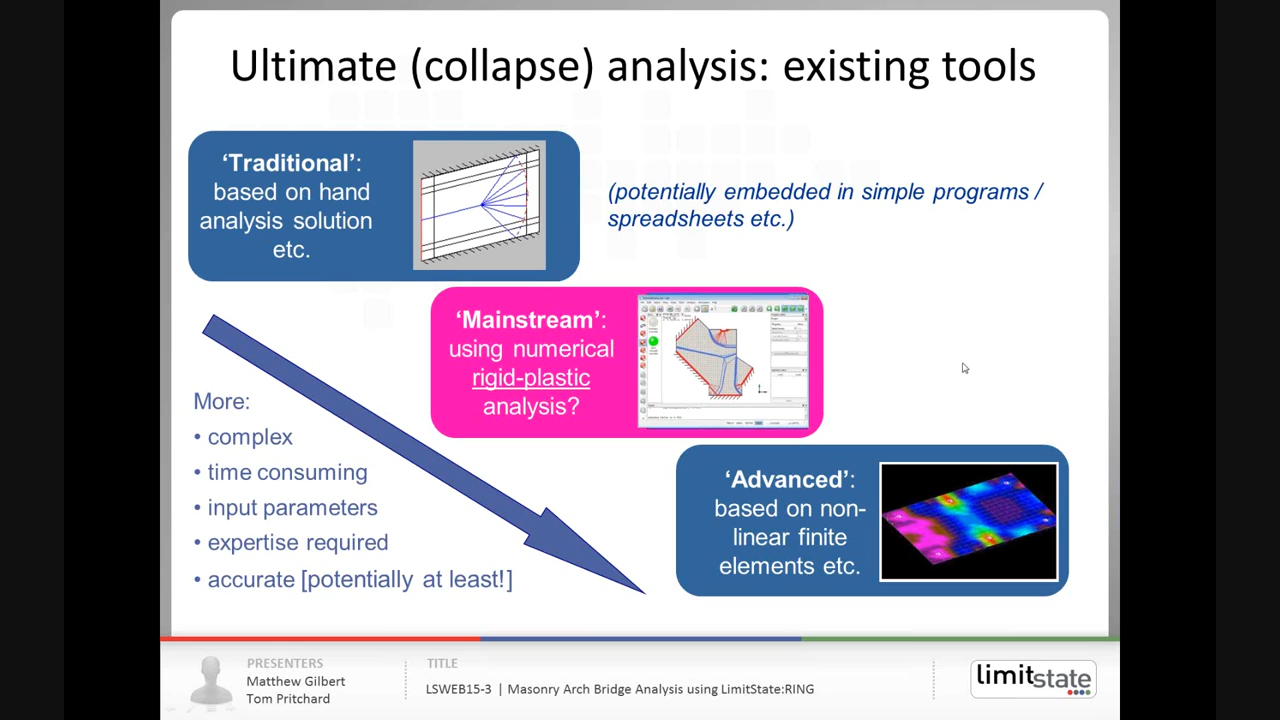 Ultimate (collapse) analysis: existing tools
‘Traditional’:
based on hand
analysis solution
etc.
(potentially embedded in simple programs /
spreadsheets etc.)
‘Mainstream’:
using numerical
rigid-plastic
analysis?
More:
• complex
• time consuming
• input parameters
• expertise required
• accurate [potentially at least!]
‘Advanced’:
based on non-
linear finite
elements etc.
PRESENTERS
Matthew Gilbert
Tom Pritchard
TITLE
LSWEB15-3 | Masonry Arch Bridge Analysis using LimitState:RING
limitstate